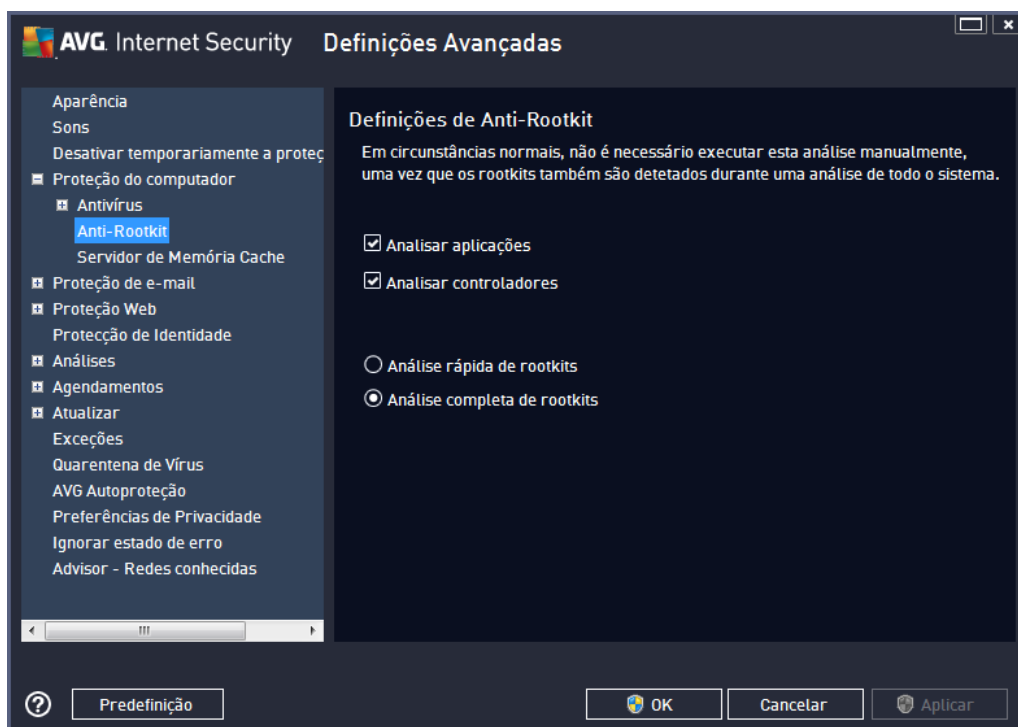 AVG. Internet Security Definições Avançadas
Aparência
Sons
Desativar temporariamente a proteç
Proteção do computador
Antivírus
Anti-Rootkit
Servidor de Memória Cache
Proteção de e-mail
Proteção Web
Protecção de Identidade
Análises
Agendamentos
Atualizar
Exceções
Quarentena de Vírus
AVG Autoproteção
Preferências de Privacidade
Ignorar estado de erro
Advisor - Redes conhecidas
Definições de Anti-Rootkit
Em circunstâncias normais, não é necessário executar esta análise manualmente,
uma vez que os rootkits também são detetados durante uma análise de todo o sistema.
Analisar aplicações
Analisar controladores
Análise rápida de rootkits
Análise completa de rootkits
Predefinição
OK
Cancelar
Aplicar